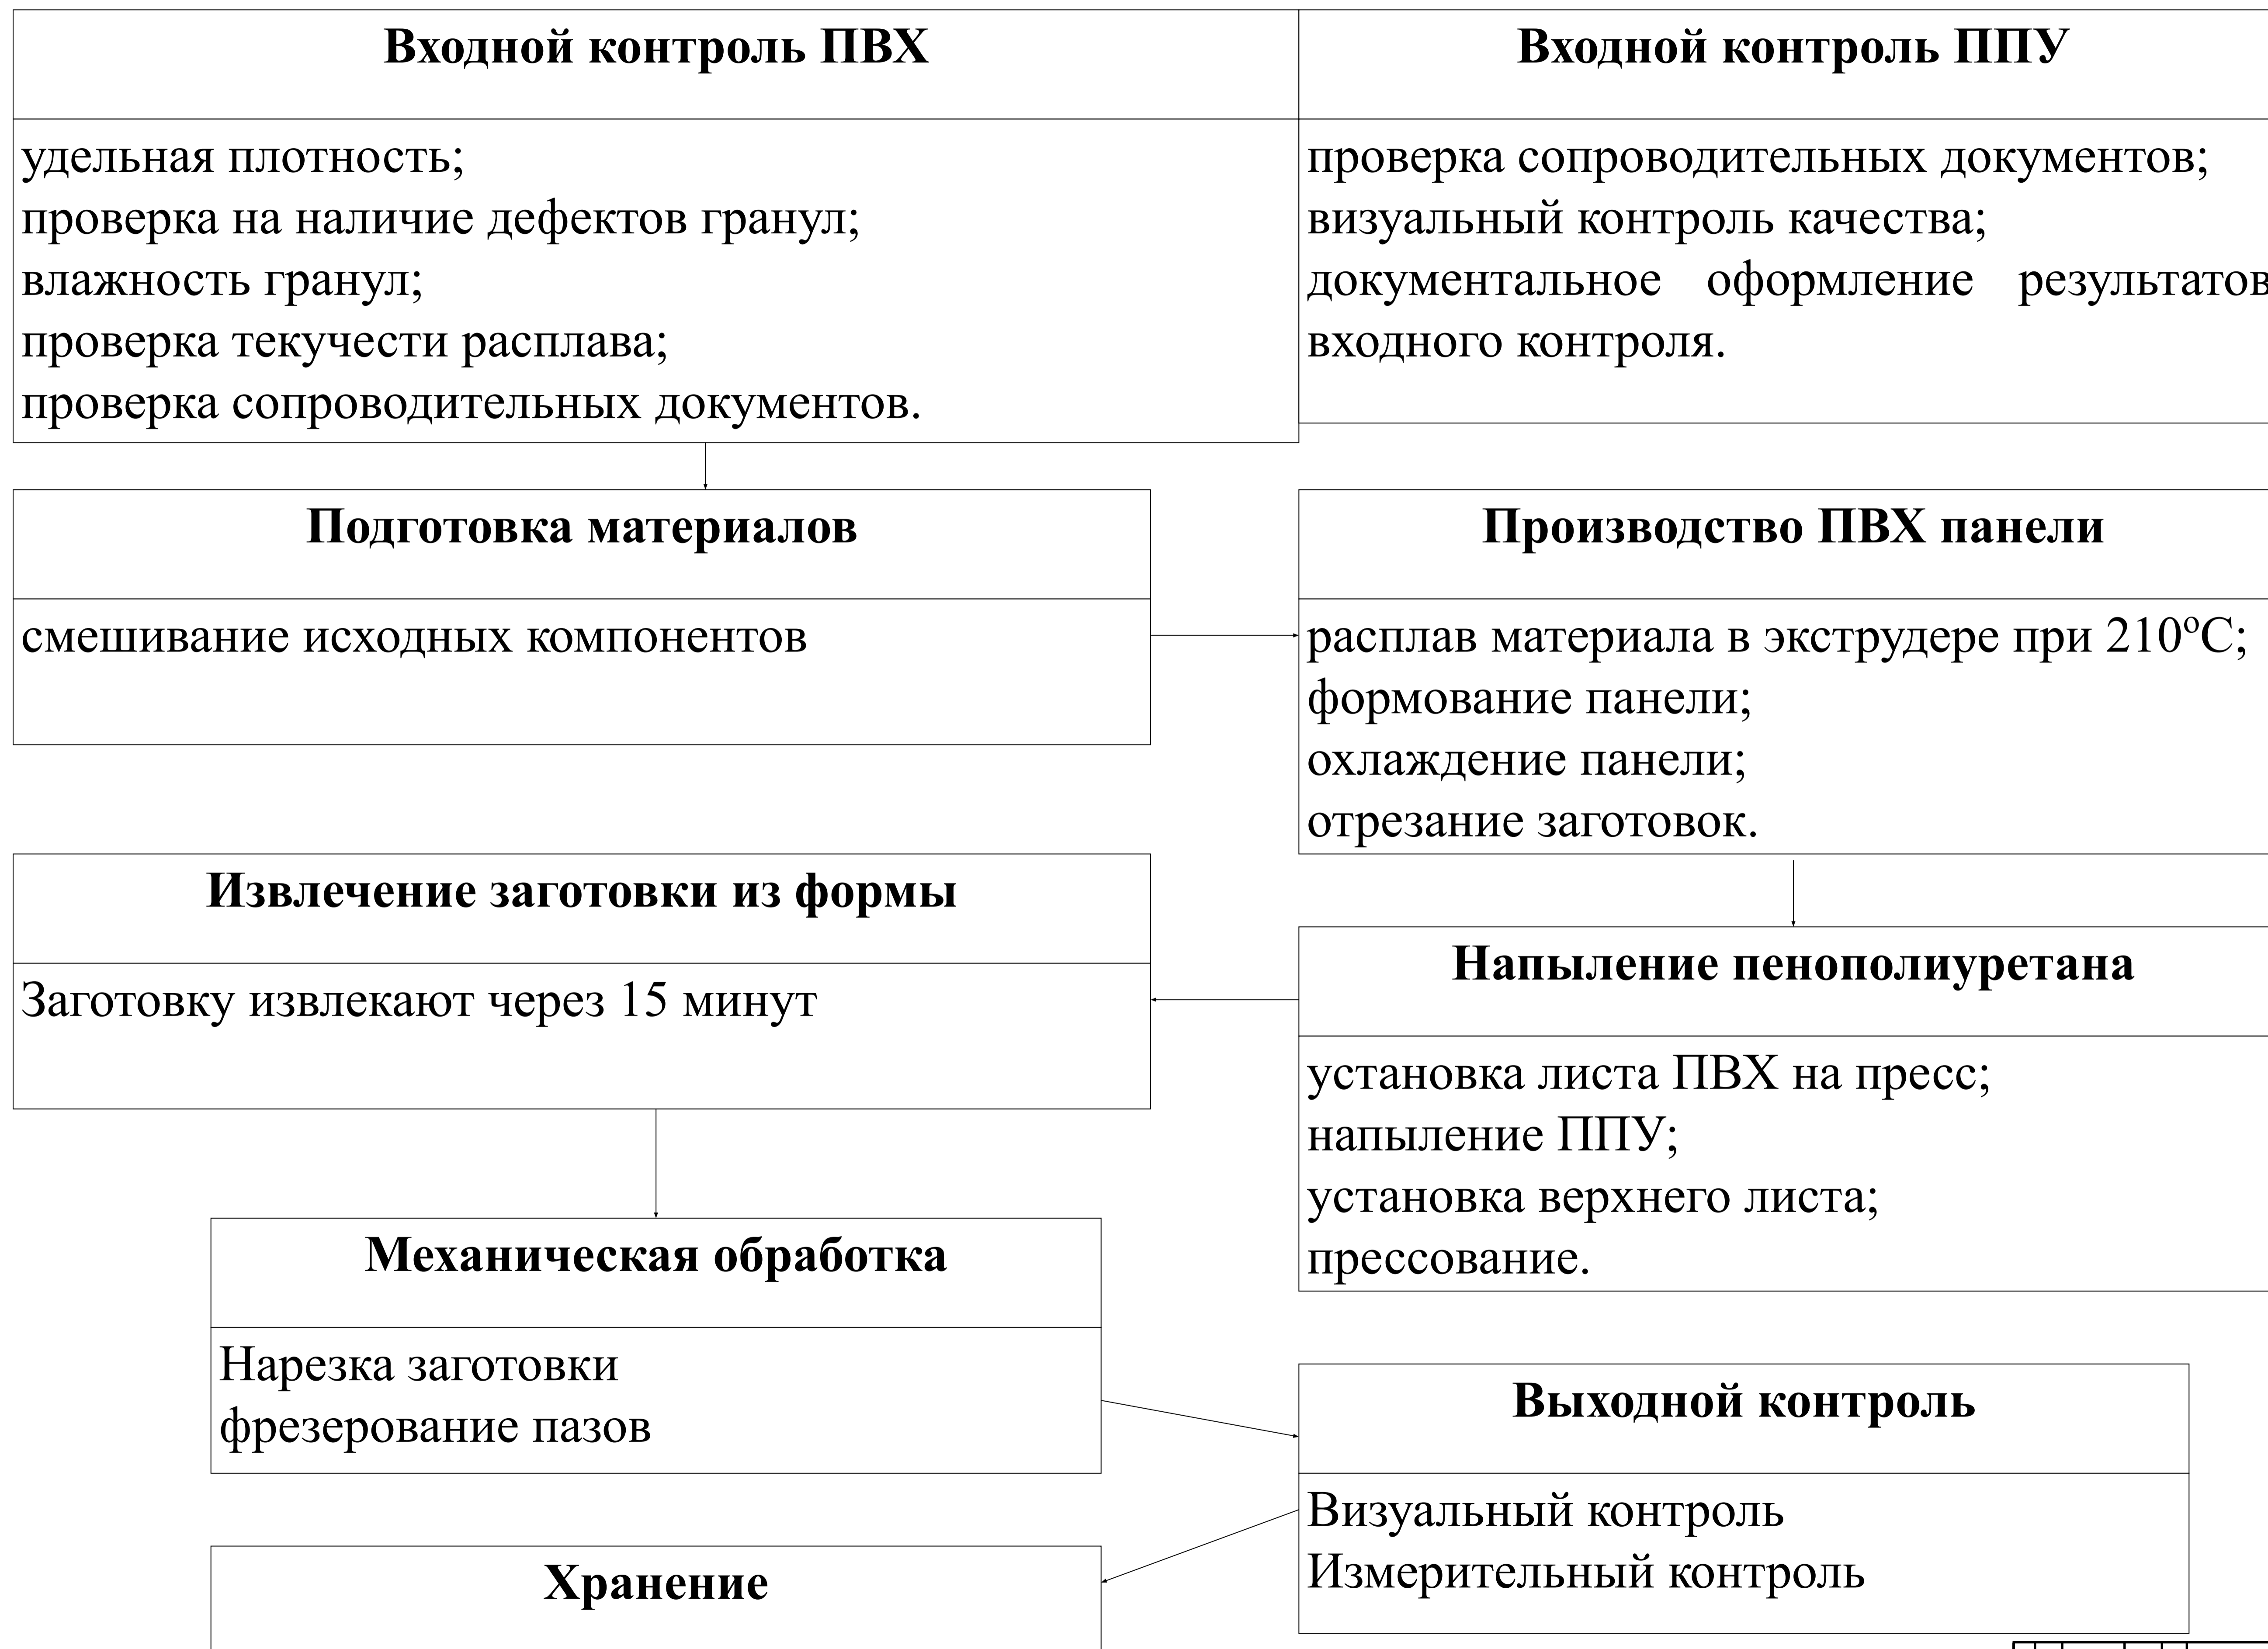 Входной контроль ПВХ
удельная плотность;
проверка на наличие дефектов гранул;
влажность гранул;
проверка текучести расплава;
проверка сопроводительных документов.
Входной контроль ППУ
проверка сопроводительных документов;
визуальный контроль качества;
документальное оформление результатов
входного контроля.
Подготовка материалов
смешивание исходных компонентов
Производство ПВХ панели
расплав материала в экструдере при 210ºС;
формование панели;
охлаждение панели;
отрезание заготовок.
Напыление пенополиуретана
установка листа ПВХ на пресс;
напыление ППУ;
установка верхнего листа;
прессование.
Извлечение заготовки из формы
Заготовку извлекают через 15 минут
Механическая обработка
Нарезка заготовки
фрезерование пазов
Выходной контроль
Визуальный контроль
Измерительный контроль
Хранение